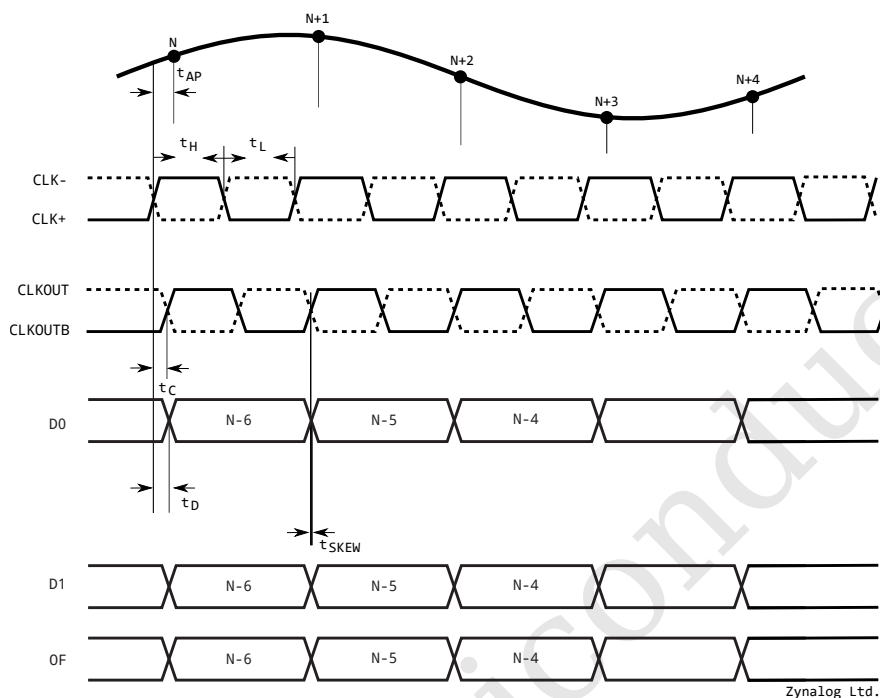 N+1
N
tAP
N+2
N+4
N+3
tH
tL
CLK-
CLK+
CLKOUT
CLKOUTB
tC
D0
N-6
N-5
N-4
tD
tSKEW
D1
N-6
N-5
N-4
OF
N-6
N-5
N-4
Zynalog Ltd.